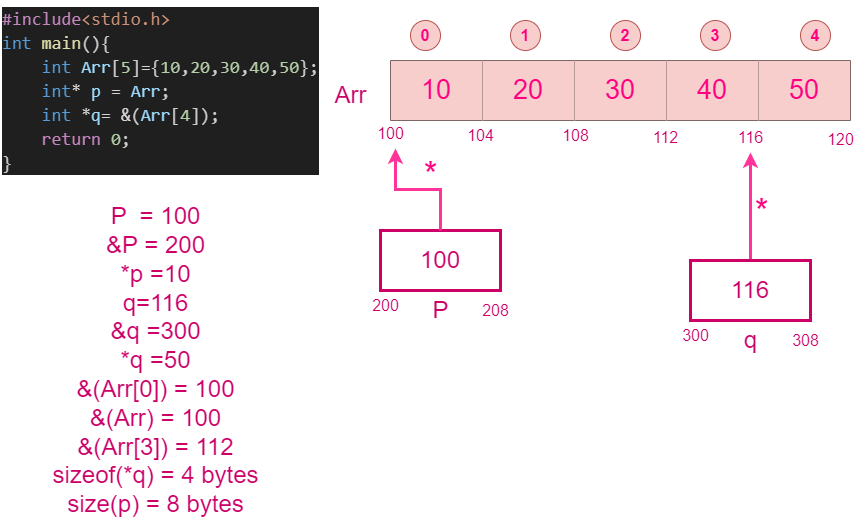 #include<stdio.h>
int main(){
    int Arr[5]={10,20,30,40,50};
    int* p = Arr;
    int *q= &(Arr[4]);
    return 0;
}
0 1 2 3 4
Arr 10 20 30 40 50
100 104 108 112 116 120
* *
100
200 P 208
116
300 q 308
P  = 100
&P = 200
*p =10
q=116
&q =300
*q =50
&(Arr[0]) = 100
&(Arr) = 100
&(Arr[3]) = 112
sizeof(*q) = 4 bytes
size(p) = 8 bytes